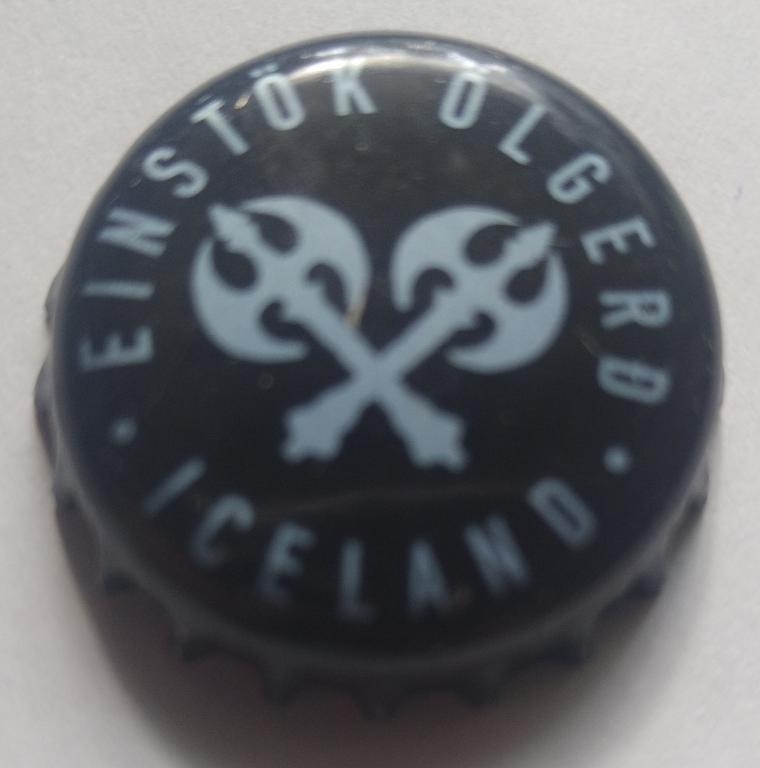 EINSTÖK ÖLGERÐ
• ICELAND •